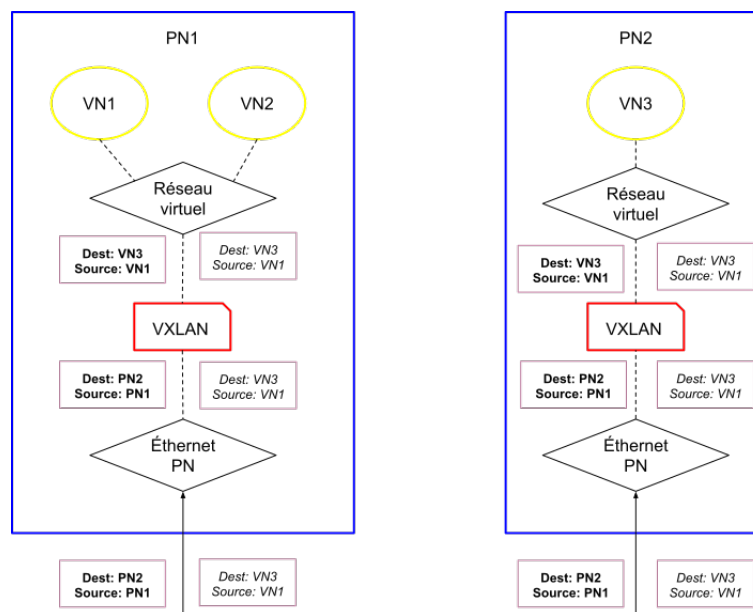 PN1
VN1
VN2
Réseau
virtuel
Dest: VN3
Source: VN1
Dest: VN3
Source: VN1
VXLAN
Dest: PN2
Source: PN1
Dest: VN3
Source: VN1
Éthernet
PN
Dest: PN2
Source: PN1
Dest: VN3
Source: VN1
PN2
VN3
Réseau
virtuel
Dest: VN3
Source: VN1
Dest: VN3
Source: VN1
VXLAN
Dest: PN2
Source: PN1
Dest: VN3
Source: VN1
Éthernet
PN
Dest: PN2
Source: PN1
Dest: VN3
Source: VN1